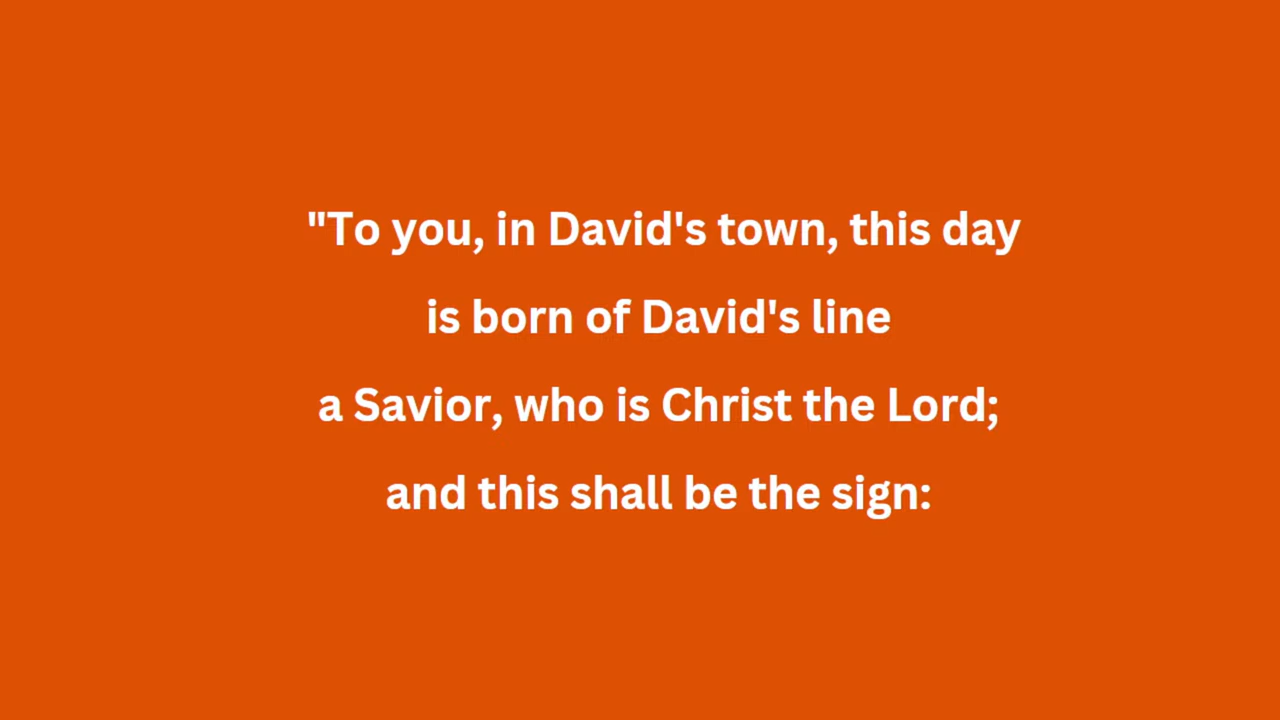 "To you, in David's town, this day
is born of David's line
a Savior, who is Christ the Lord;
and this shall be the sign: